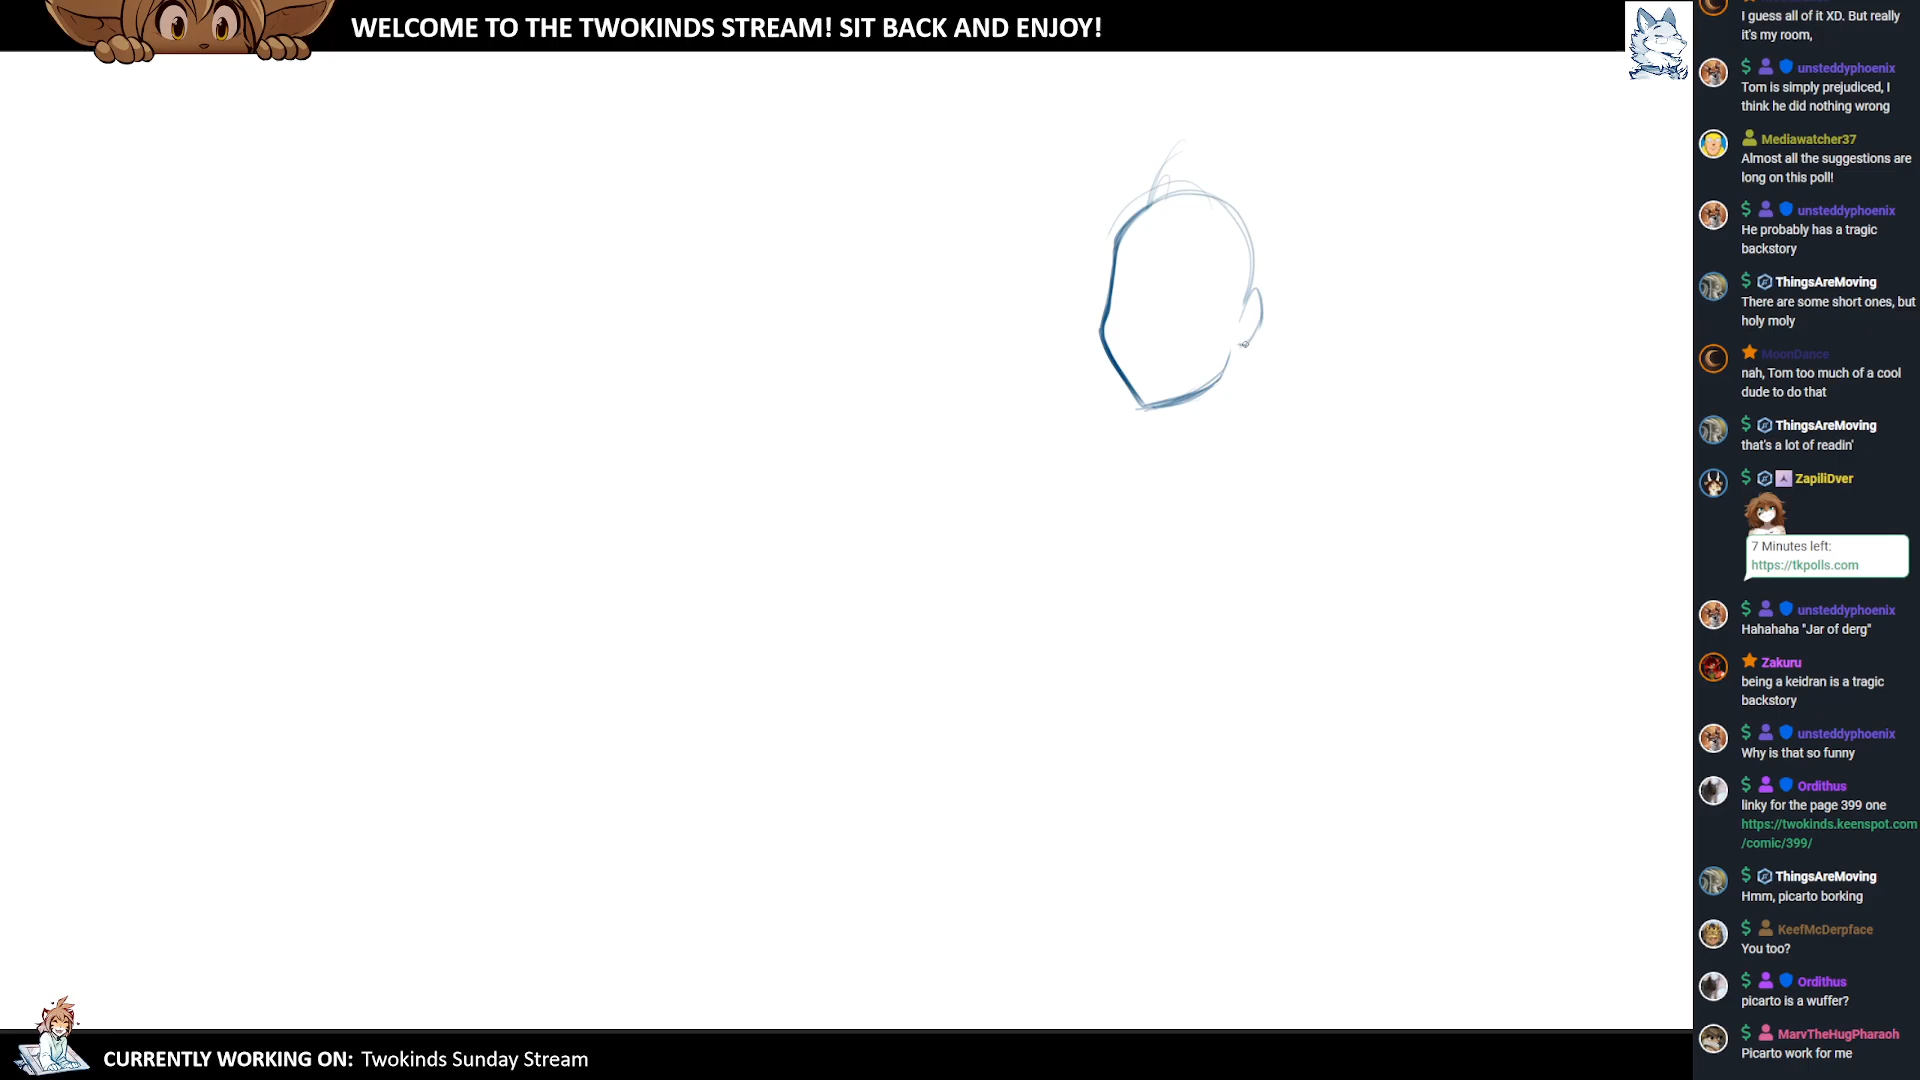 WELCOME TO THE TWOKINDS STREAM! SIT BACK AND ENJOY!
I guess all of it XD. But really
it's my room,
unsteddyphoenix
Tom is simply prejudiced, I
think he did nothing wrong
Mediawatcher37
Almost all the suggestions are
long on this poll!
unsteddyphoenix
He probably has a tragic
backstory
ThingsAreMoving
There are some short ones, but
holy moly
MoonDance
nah, Tom too much of a cool
dude to do that
ThingsAreMoving
that's a lot of readin'
ZapiliDver
7 Minutes left:
https://tkpolls.com
unsteddyphoenix
Hahahaha "Jar of derg"
Zakuru
being a keidran is a tragic
backstory
unsteddyphoenix
Why is that so funny
Ordithus
linky for the page 399 one
https://twokinds.keenspot.com
/comic/399/
ThingsAreMoving
Hmm, picarto borking
KeefMcDerpface
You too?
Ordithus
picarto is a wuffer?
MarvTheHugPharaoh
Picarto work for me
CURRENTLY WORKING ON: Twokinds Sunday Stream